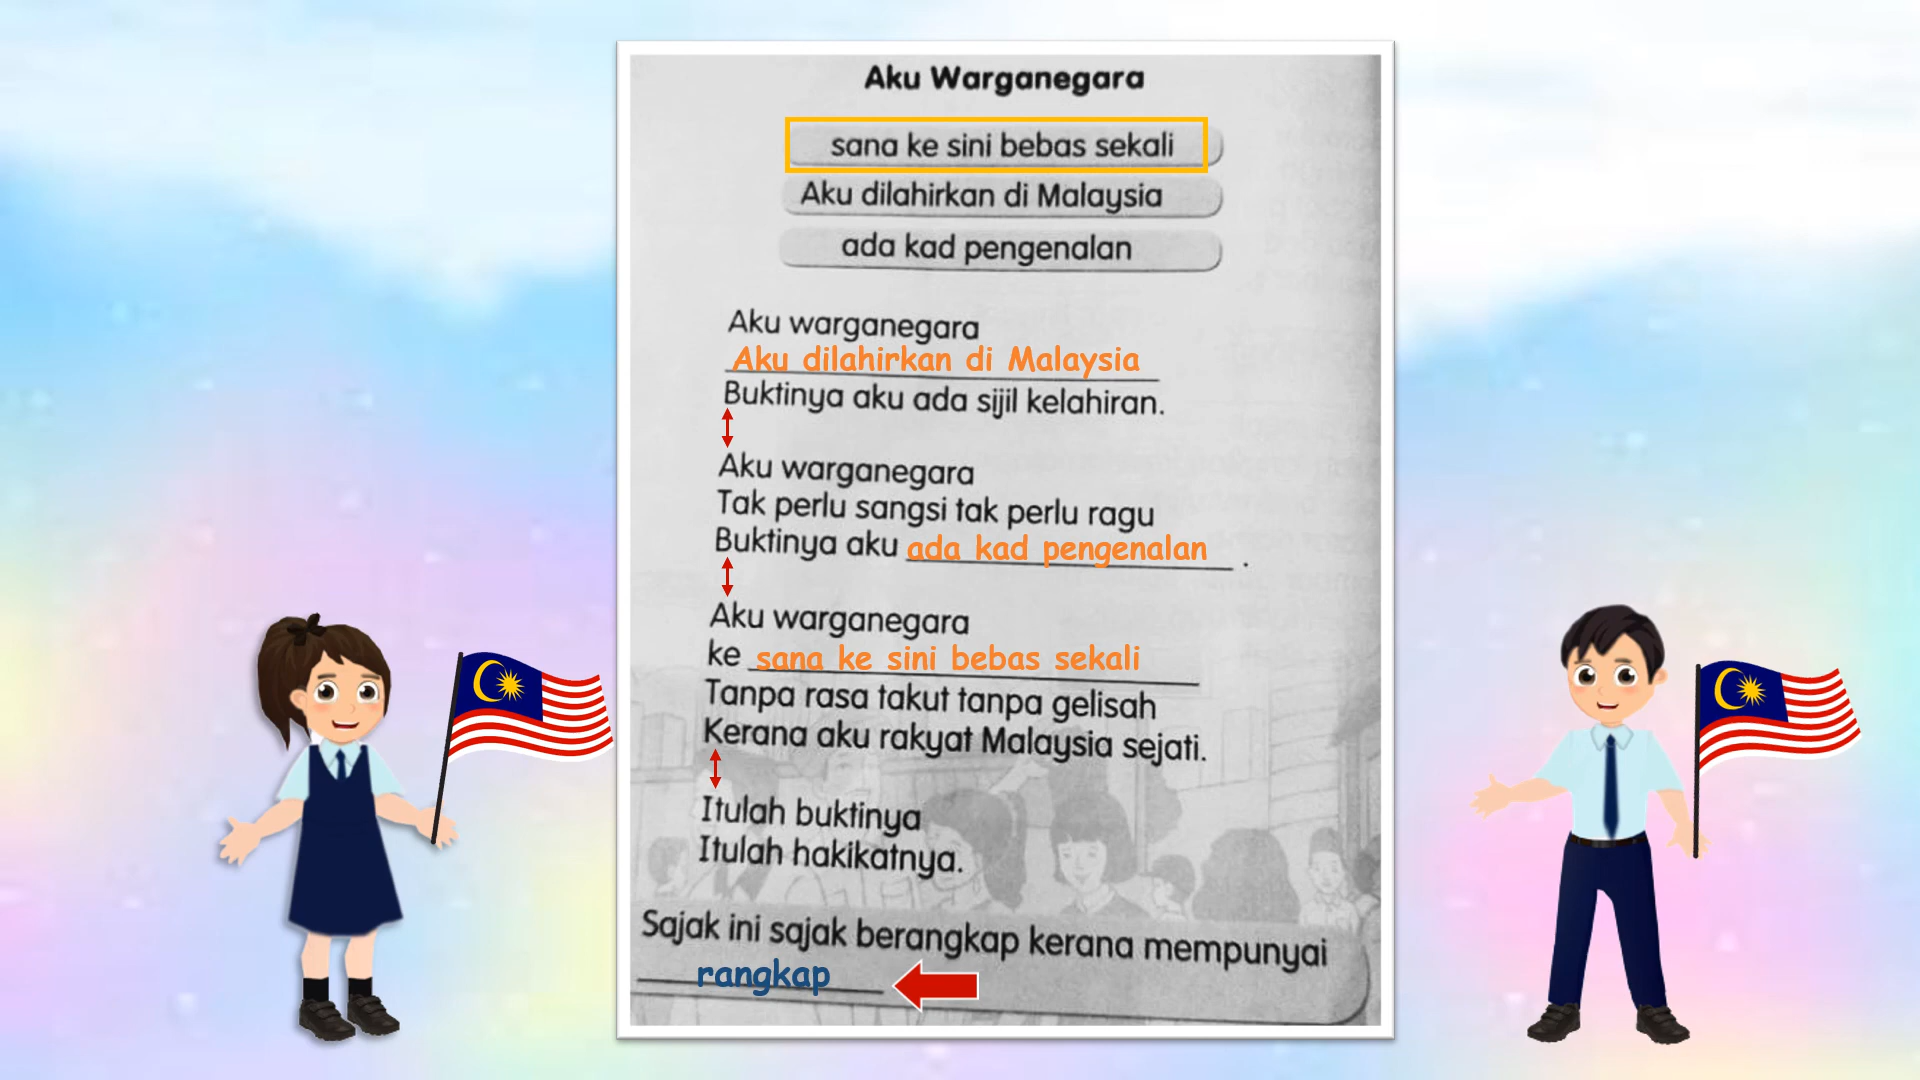 Aku Warganegara
sana ke sini bebas sekali
Aku dilahirkan di Malaysia
ada kad pengenalan
Aku warganegara
Aku dilahirkan di Malaysia
Buktinya aku ada sijil kelahiran.
Aku warganegara
Tak perlu sangsi tak perlu ragu
Buktinya aku ada kad pengenalan .
Aku warganegara
ke sana ke sini bebas sekali
Tanpa rasa takut tanpa gelisah
Kerana aku rakyat Malaysia sejati.
Itulah buktinya
Itulah hakikatnya.
Sajak ini sajak berangkap kerana mempunyai
rangkap